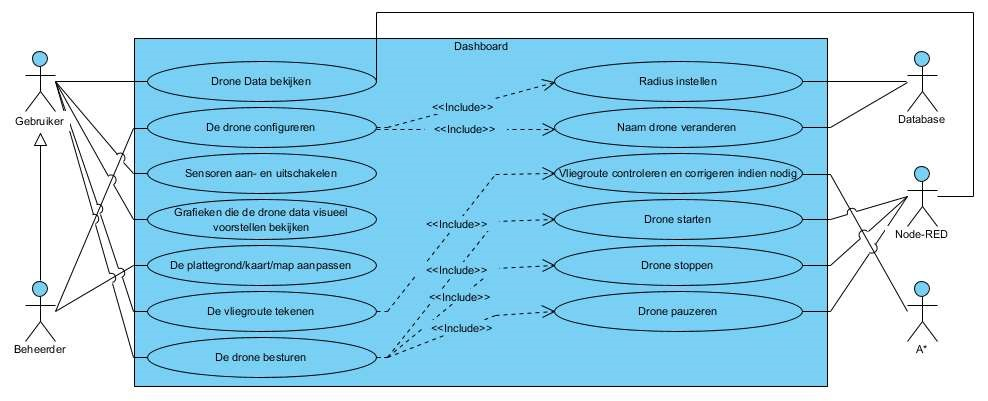 Dashboard
Gebruiker
Beheerder
Drone Data bekijken
De drone configureren
Sensoren aan- en uitschakelen
Grafieken die de drone data visueel
voorstellen bekijken
De plattegrond/kaart/map aanpassen
De vliegroute tekenen
De drone besturen
<<Include>>
<<Include>>
<<Include>>
<<Include>>
<<Include>>
<<Include>>
Radius instellen
Naam drone veranderen
Vliegroute controleren en corrigeren indien nodig
Drone starten
Drone stoppen
Drone pauzeren
Database
Node-RED
A*